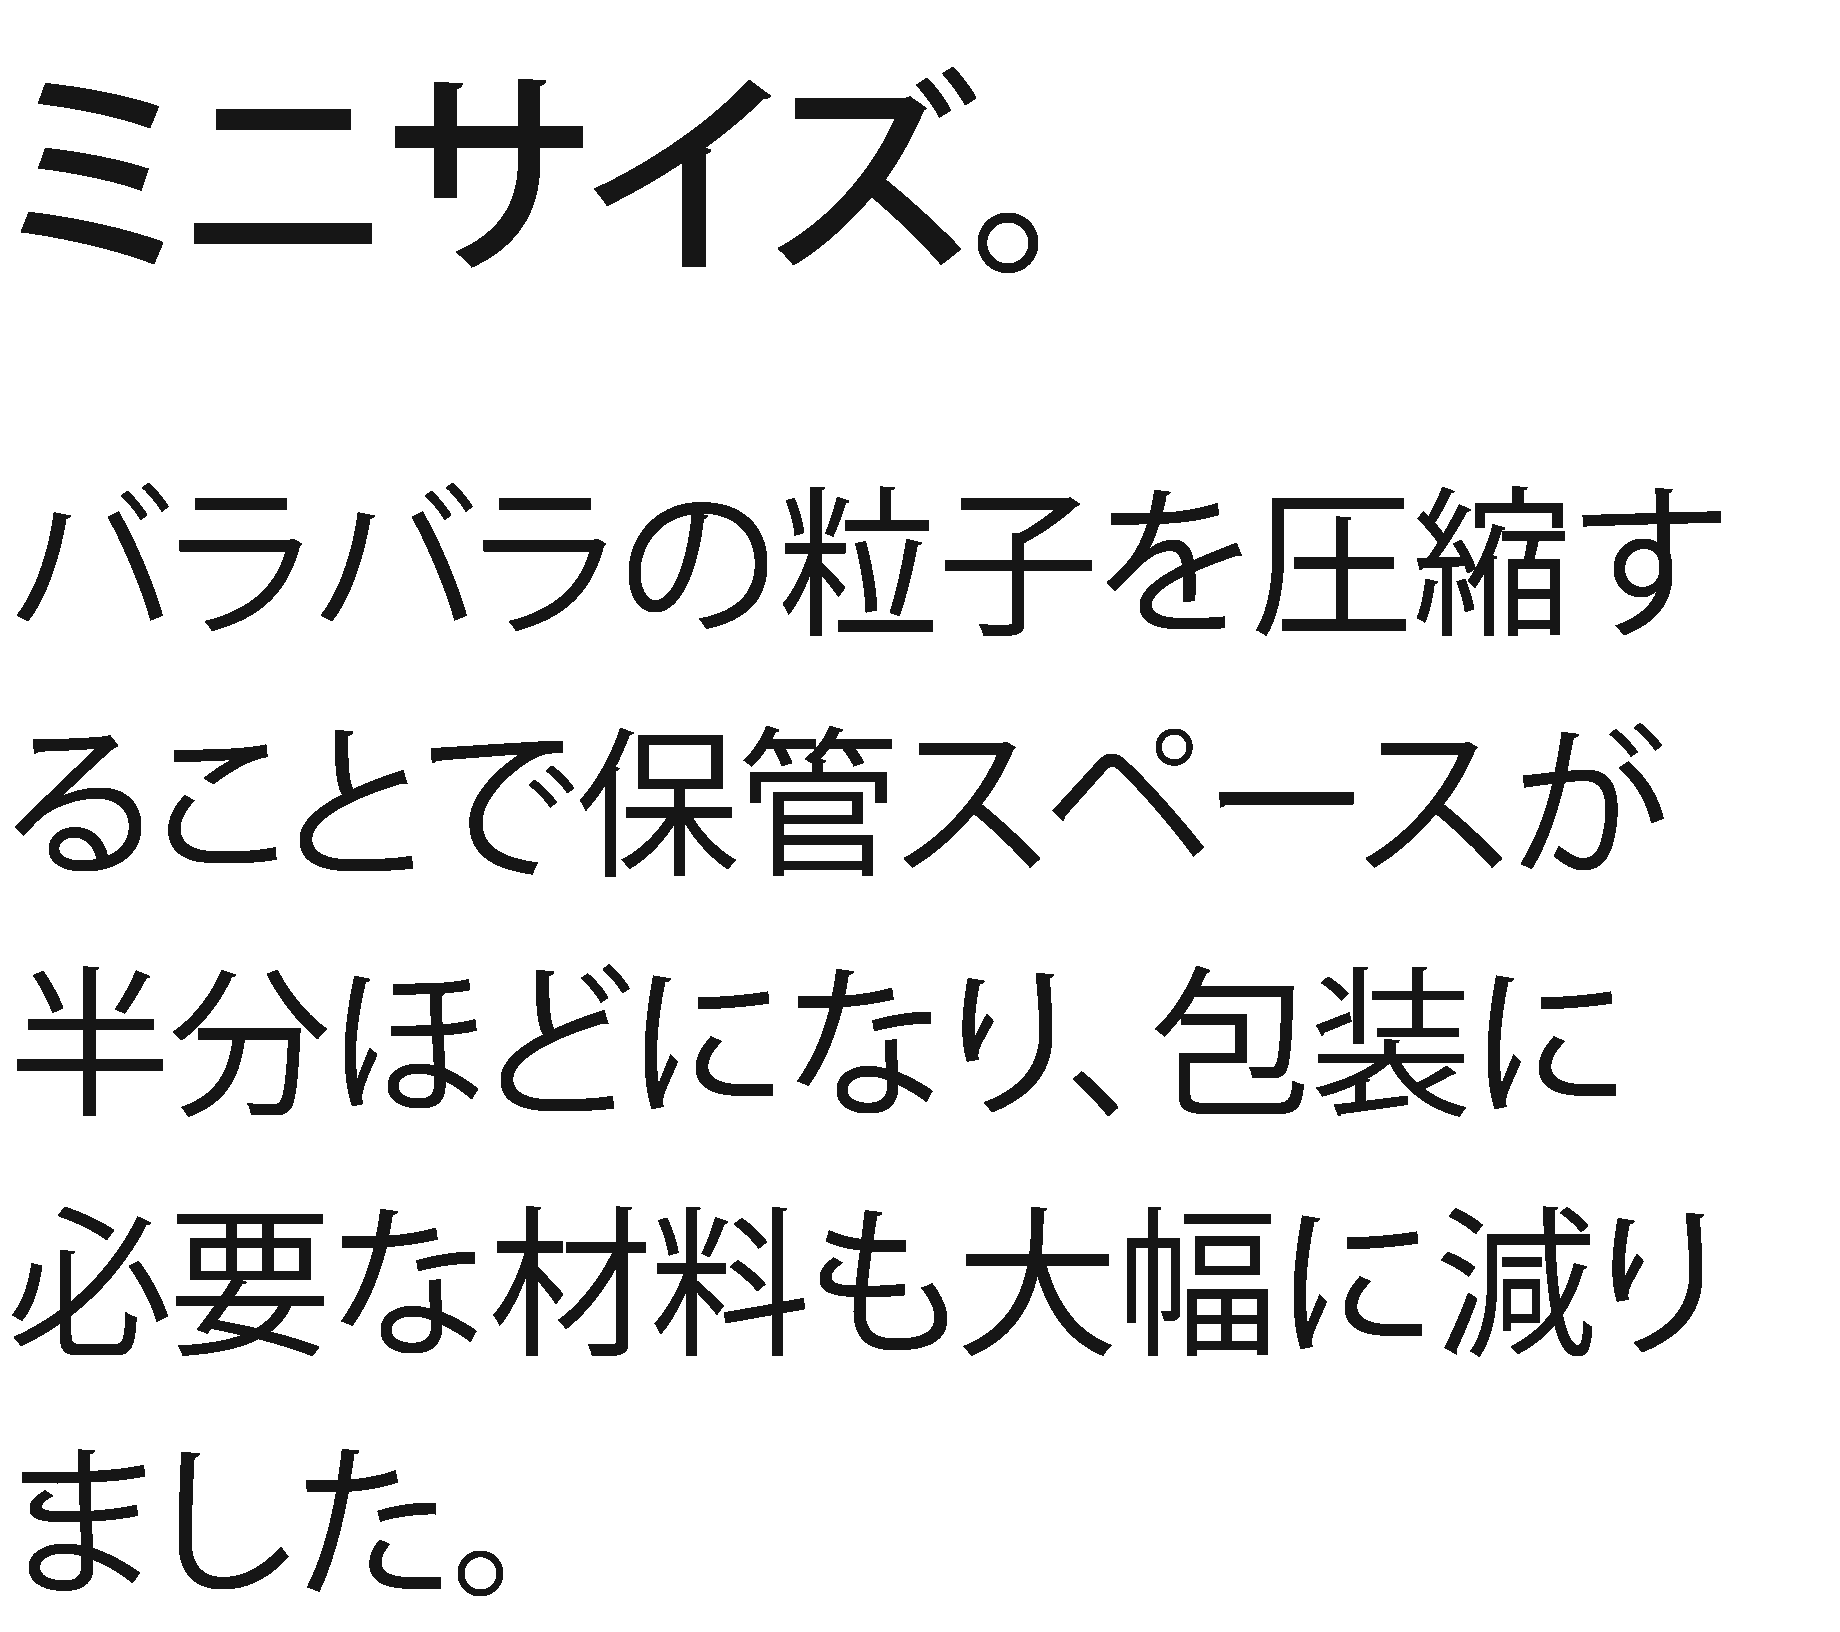 ミニサイズ。
バラバラの粒子を圧縮す
ることで保管スペースが
半分ほどになり、包装に
必要な材料も大幅に減り
ました。